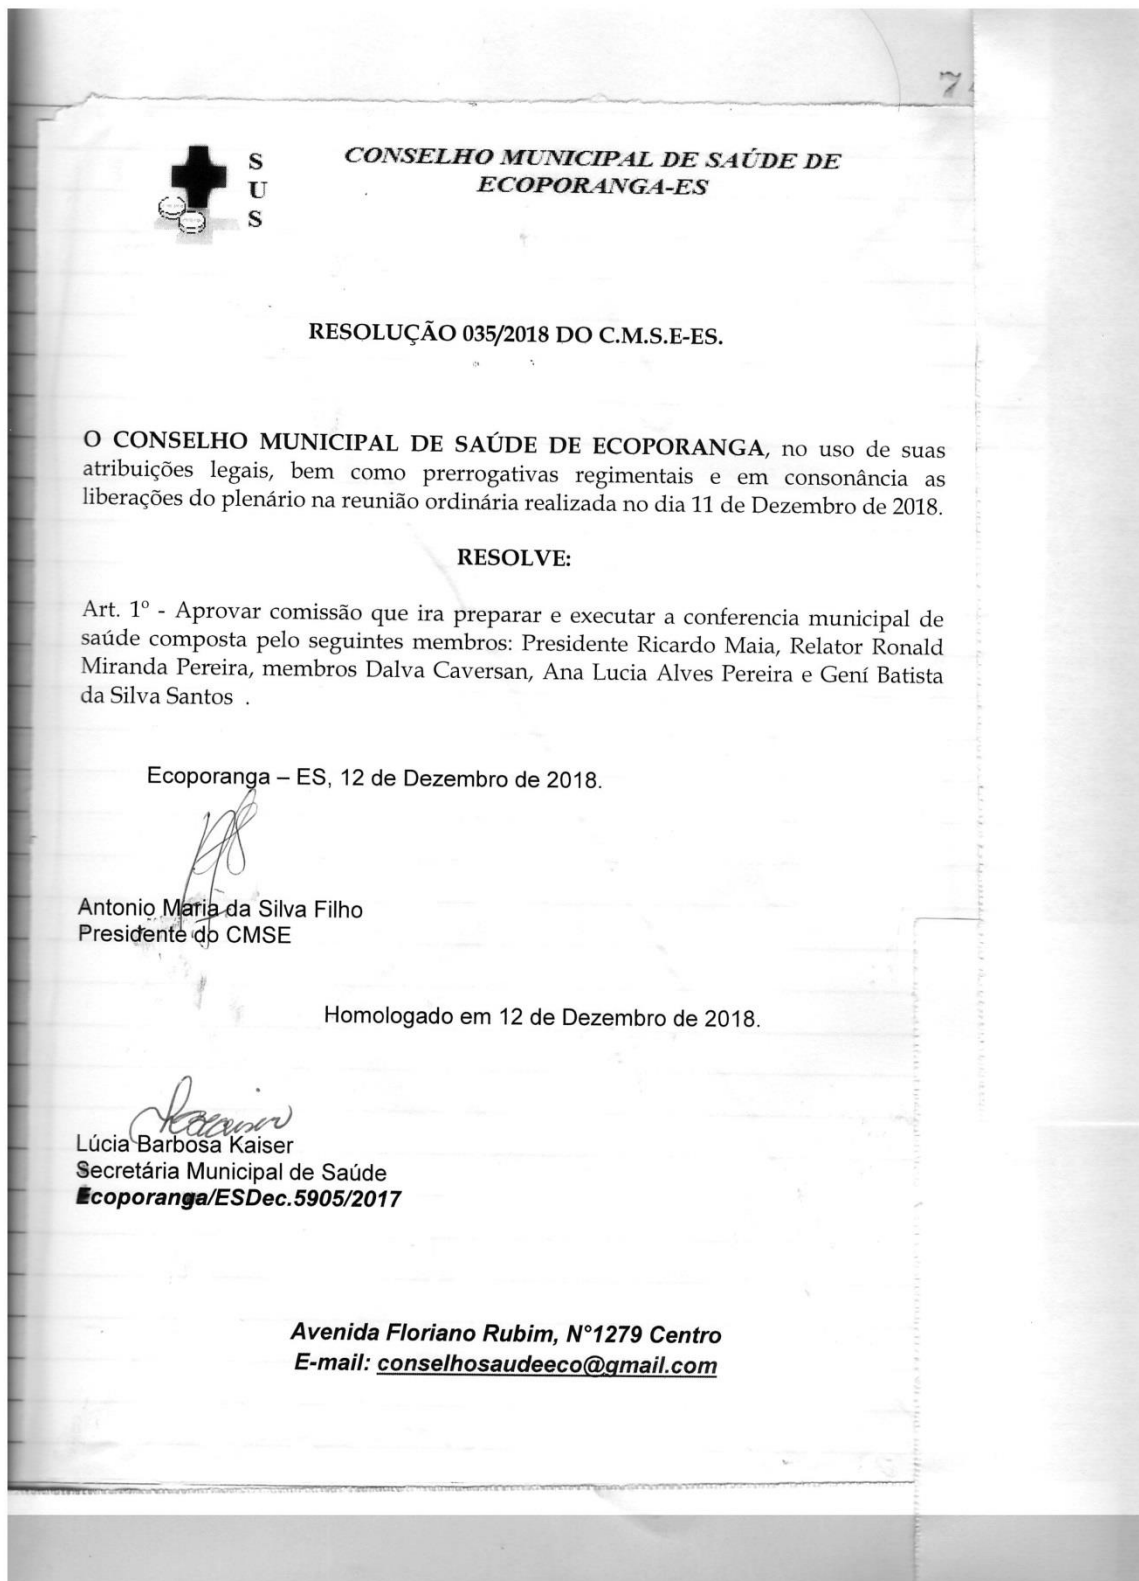 S
U
S
CONSELHO MUNICIPAL DE SAÚDE DE
ECOPORANGA-ES
RESOLUÇÃO 035/2018 DO C.M.S.E-ES.
O CONSELHO MUNICIPAL DE SAÚDE DE ECOPORANGA, no uso de suas
atribuições legais, bem como prerrogativas regimentais e em consonância as
liberações do plenário na reunião ordinária realizada no dia 11 de Dezembro de 2018.
RESOLVE:
Art. 1º - Aprovar comissão que ira preparar e executar a conferencia municipal de
saúde composta pelo seguintes membros: Presidente Ricardo Maia, Relator Ronald
Miranda Pereira, membros Dalva Caversan, Ana Lucia Alves Pereira e Gení Batista
da Silva Santos .
Ecoporanga – ES, 12 de Dezembro de 2018.
Antonio Maria da Silva Filho
Presidente do CMSE
Homologado em 12 de Dezembro de 2018.
Lúcia Barbosa Kaiser
Secretária Municipal de Saúde
Ecoporanga/ESDec.5905/2017
Avenida Floriano Rubim, N°1279 Centro
E-mail: conselhosaudeeco@gmail.com